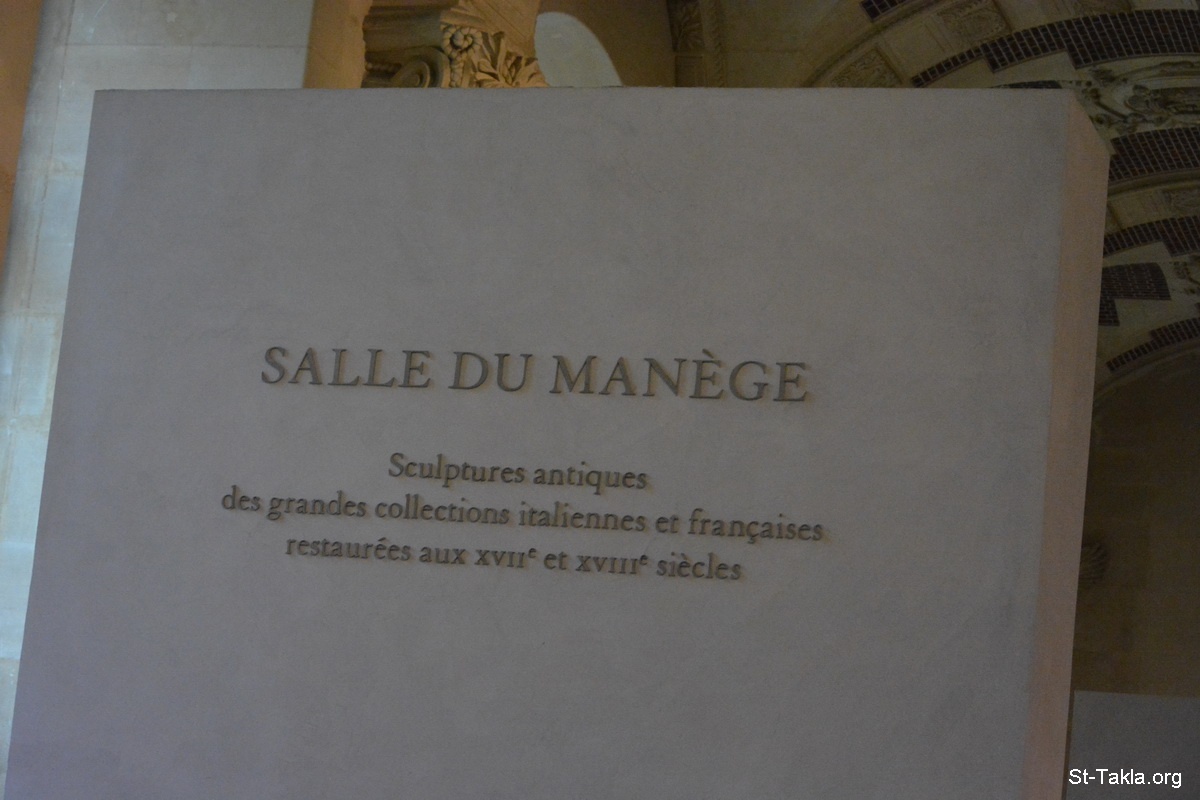 SALLE DU MANÈGE
Sculptures antiques
des grandes collections italiennes et françaises
restaurées aux XVIIᵉ et XVIIIᵉ siècles
St-Takla.org